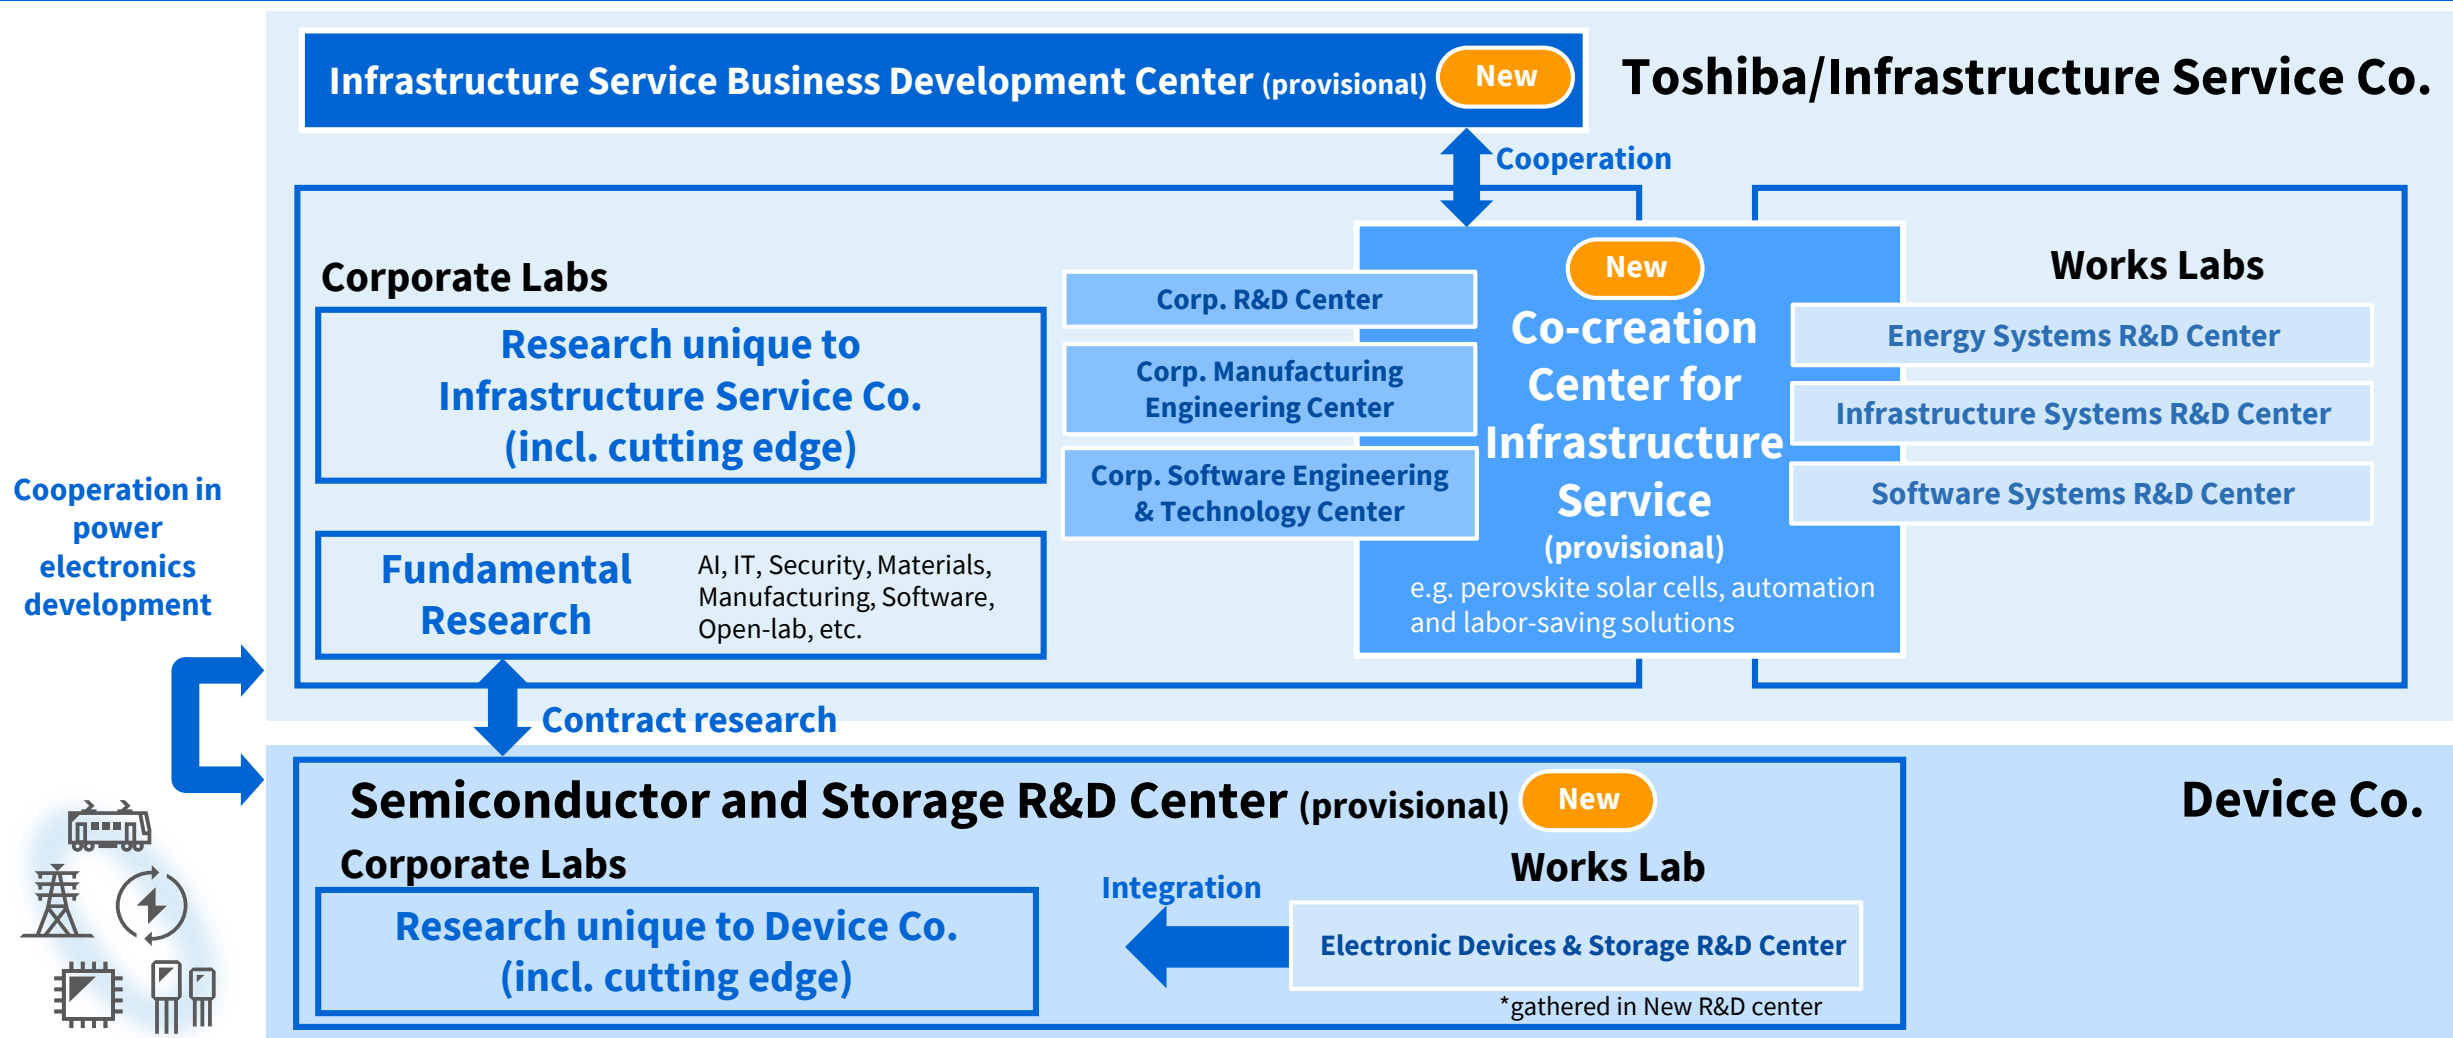 Infrastructure Service Business Development Center (provisional)
New
Toshiba/Infrastructure Service Co.
Cooperation
Corporate Labs
Research unique to
Infrastructure Service Co.
(incl. cutting edge)
Fundamental
Research
AI, IT, Security, Materials,
Manufacturing, Software,
Open-lab, etc.
Corp. R&D Center
Corp. Manufacturing
Engineering Center
Corp. Software Engineering
& Technology Center
New
Co-creation
Center for
Infrastructure
Service
(provisional)
e.g. perovskite solar cells, automation
and labor-saving solutions
Works Labs
Energy Systems R&D Center
Infrastructure Systems R&D Center
Software Systems R&D Center
Cooperation in
power
electronics
development
Contract research
Semiconductor and Storage R&D Center (provisional)
New
Device Co.
Corporate Labs
Research unique to Device Co.
(incl. cutting edge)
Integration
Works Lab
Electronic Devices & Storage R&D Center
*gathered in New R&D center